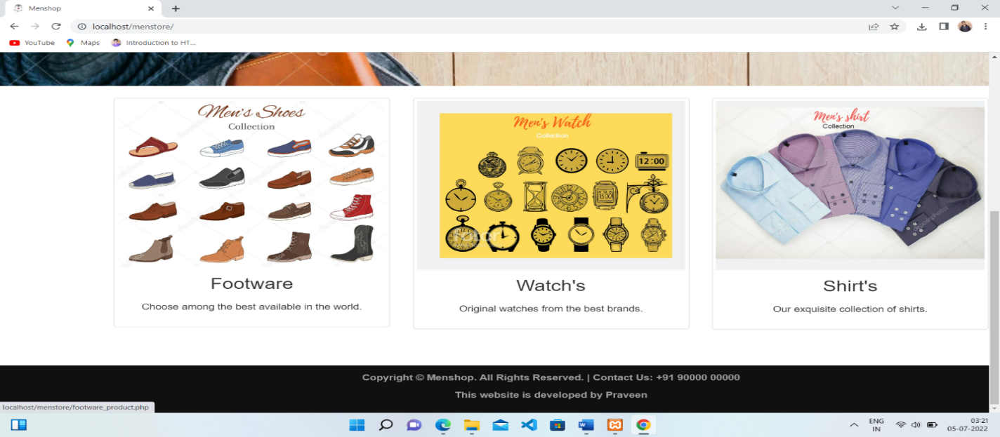 Menshop
localhost/menstore/
YouTube
Maps
Introduction to HT...
Men's Shoes
Collection
Footware
Choose among the best available in the world.
Men's Watch
Collection
12:00
fotor
Watch's
Original watches from the best brands.
Men's shirt
Collection
depositphotos
Shirt's
Our exquisite collection of shirts.
Copyright © Menshop. All Rights Reserved. | Contact Us: +91 90000 00000
This website is developed by Praveen
localhost/menstore/footware_product.php
ENG
IN
03:21
05-07-2022